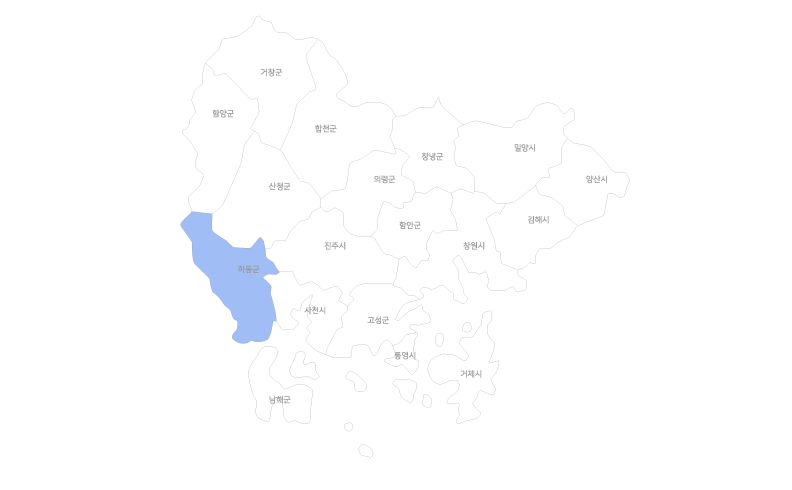 거창군
함양군
합천군
창녕군
밀양시
산청군
의령군
양산시
함안군
김해시
진주시
창원시
하동군
사천시
고성군
통영시
거제시
남해군